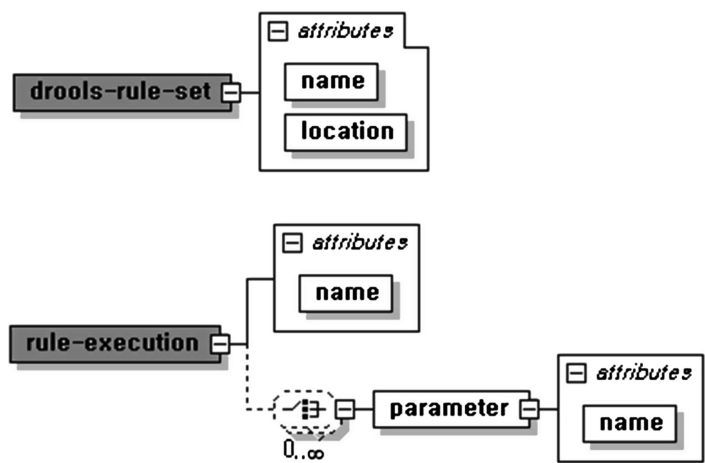 attributes
drools-rule-set
name
location
attributes
name
rule-execution
attributes
parameter
name
0..∞